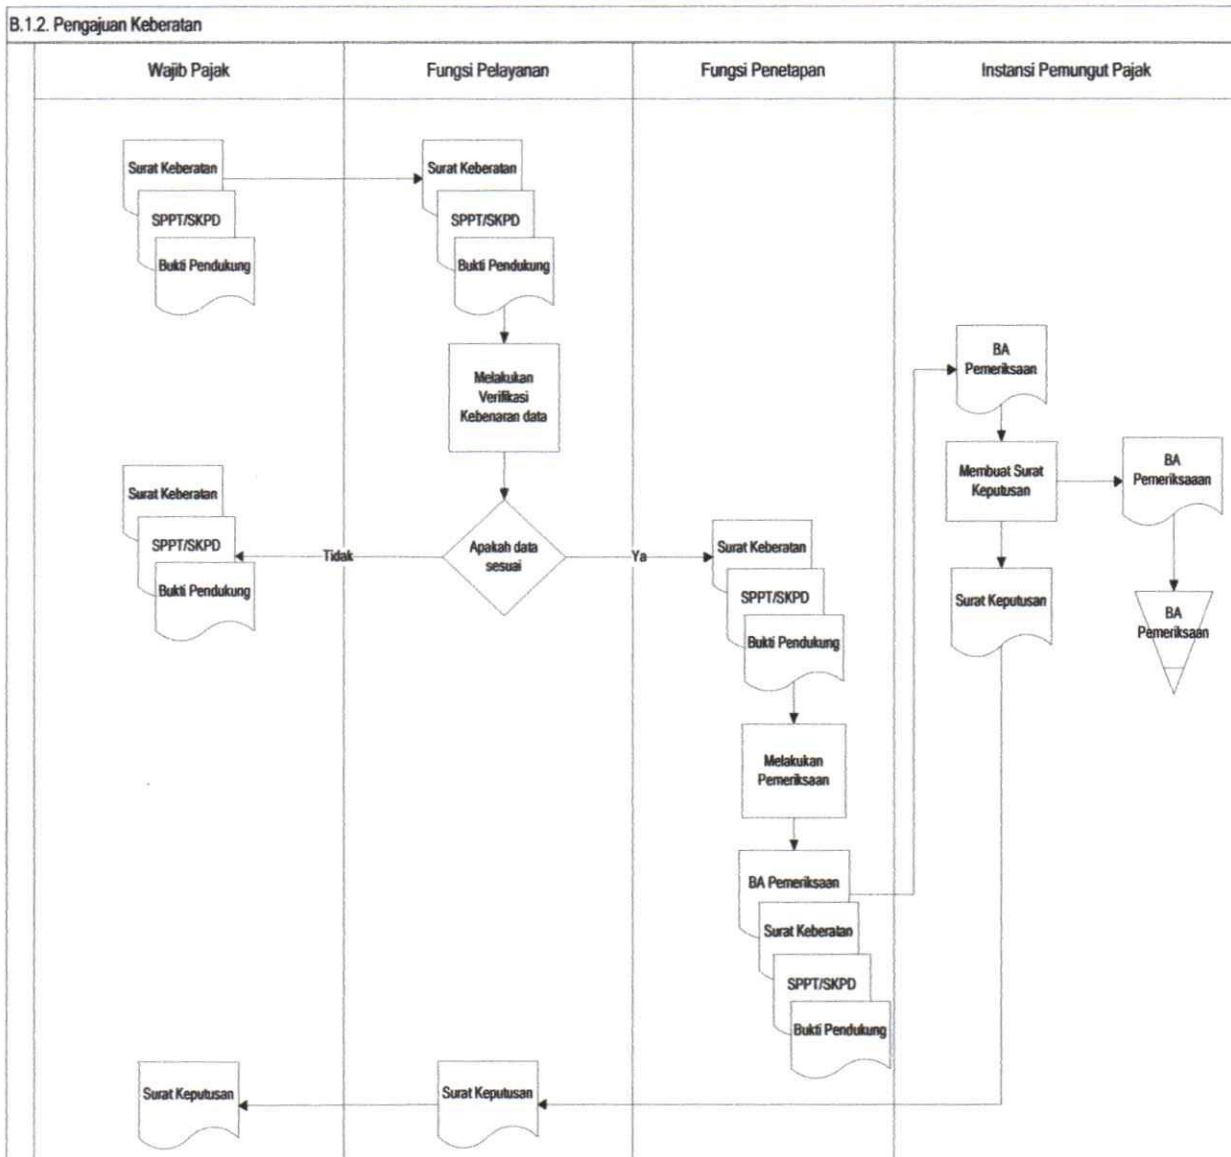 B.1.2. Pengajuan Keberatan
Wajib Pajak
Fungsi Pelayanan
Fungsi Penetapan
Instansi Pemungut Pajak
Surat Keberatan
SPPT/SKPD
Bukti Pendukung
Surat Keberatan
SPPT/SKPD
Bukti Pendukung
Melakukan
Verifikasi
Kebenaran data
Apakah data
sesuai
Tidak
Surat Keberatan
SPPT/SKPD
Bukti Pendukung
Ya
Surat Keberatan
SPPT/SKPD
Bukti Pendukung
Melakukan
Pemeriksaan
BA Pemeriksaan
Surat Keberatan
SPPT/SKPD
Bukti Pendukung
BA
Pemeriksaan
Membuat Surat
Keputusan
BA
Pemeriksaaan
BA
Pemeriksaan
Surat Keputusan
Surat Keputusan
Surat Keputusan